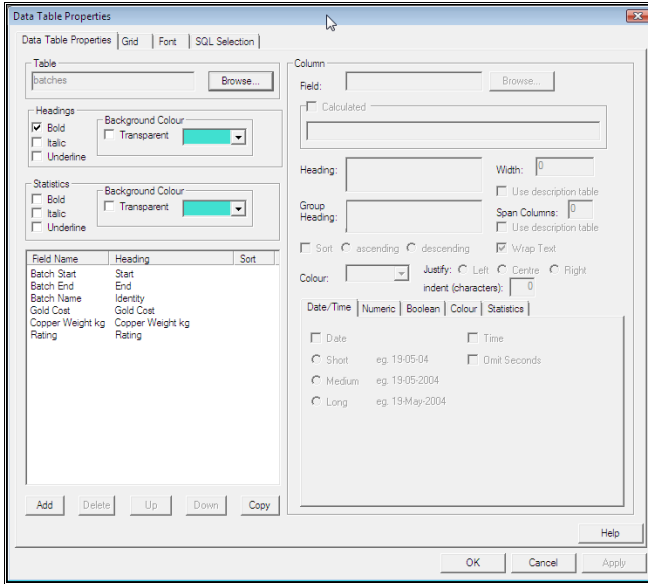 Data Table Properties
Data Table Properties Grid Font SQL Selection
Table
batches Browse...
Headings
Bold
Italic
Underline
Background Colour
Transparent
Statistics
Bold
Italic
Underline
Background Colour
Transparent
Field Name Heading Sort
Batch Start Start
Batch End End
Batch Name Identity
Gold Cost Gold Cost
Copper Weight kg Copper Weight kg
Rating Rating
Add Delete Up Down Copy
Column
Field: Browse...
Calculated
Heading: Width: 0
Use description table
Group Heading: Span Columns: 0
Use description table
Sort ascending descending Wrap Text
Colour: Justify: Left Centre Right
indent (characters): 0
Date/Time Numeric Boolean Colour Statistics
Date Time
Short eg. 19-05-04 Omit Seconds
Medium eg. 19-05-2004
Long eg. 19-May-2004
Help
OK Cancel Apply